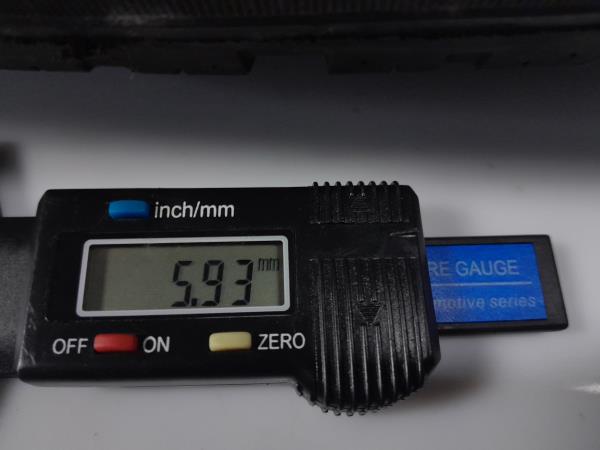 inch/mm
5.93 mm
OFF ON ZERO
RE GAUGE
motive series